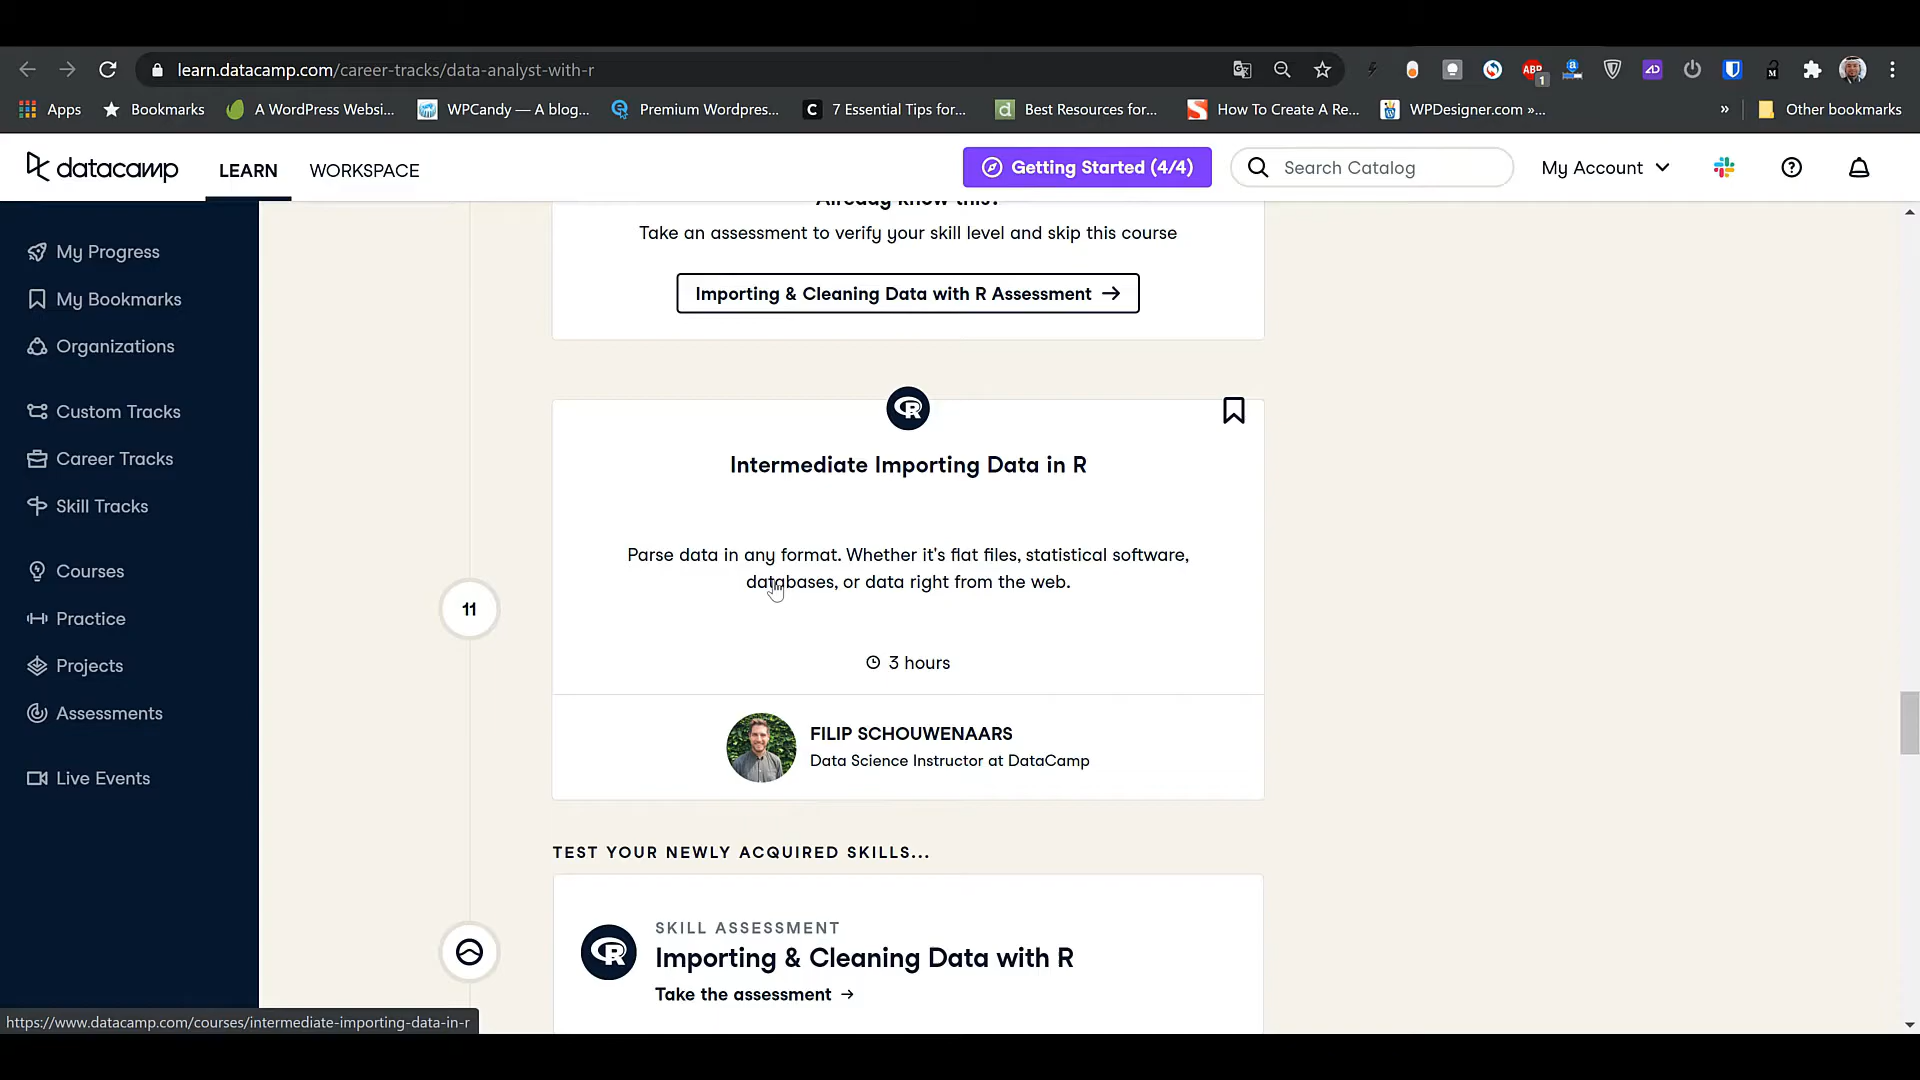 learn.datacamp.com/career-tracks/data-analyst-with-r
ABP
1
a
AD
M
Apps
Bookmarks
A WordPress Websi...
WPCandy — A blog...
Premium Wordpres...
C
7 Essential Tips for...
d
Best Resources for...
S
How To Create A Re...
WPDesigner.com »...
»
Other bookmarks
datacamp
LEARN
WORKSPACE
Getting Started (4/4)
Search Catalog
My Account
My Progress
My Bookmarks
Organizations
Custom Tracks
Career Tracks
Skill Tracks
Courses
Practice
Projects
Assessments
Live Events
Already know this?
Take an assessment to verify your skill level and skip this course
Importing & Cleaning Data with R Assessment →
R
Intermediate Importing Data in R
Parse data in any format. Whether it's flat files, statistical software,
databases, or data right from the web.
11
3 hours
FILIP SCHOUWENAARS
Data Science Instructor at DataCamp
TEST YOUR NEWLY ACQUIRED SKILLS...
R
SKILL ASSESSMENT
Importing & Cleaning Data with R
Take the assessment →
https://www.datacamp.com/courses/intermediate-importing-data-in-r